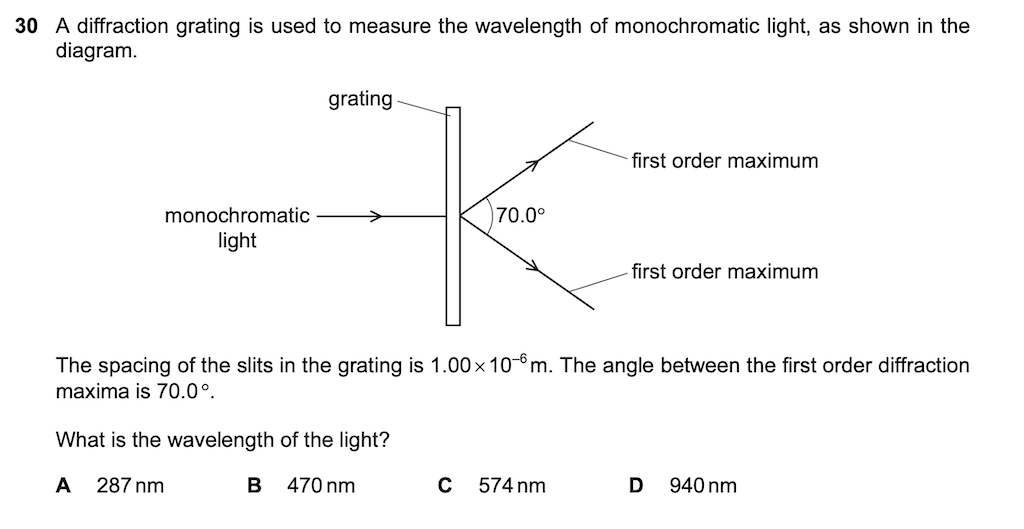 30 A diffraction grating is used to measure the wavelength of monochromatic light, as shown in the
diagram.
grating
first order maximum
monochromatic
light
70.0°
first order maximum
The spacing of the slits in the grating is 1.00 × 10⁻⁶ m. The angle between the first order diffraction
maxima is 70.0°.
What is the wavelength of the light?
A 287 nm B 470 nm C 574 nm D 940 nm